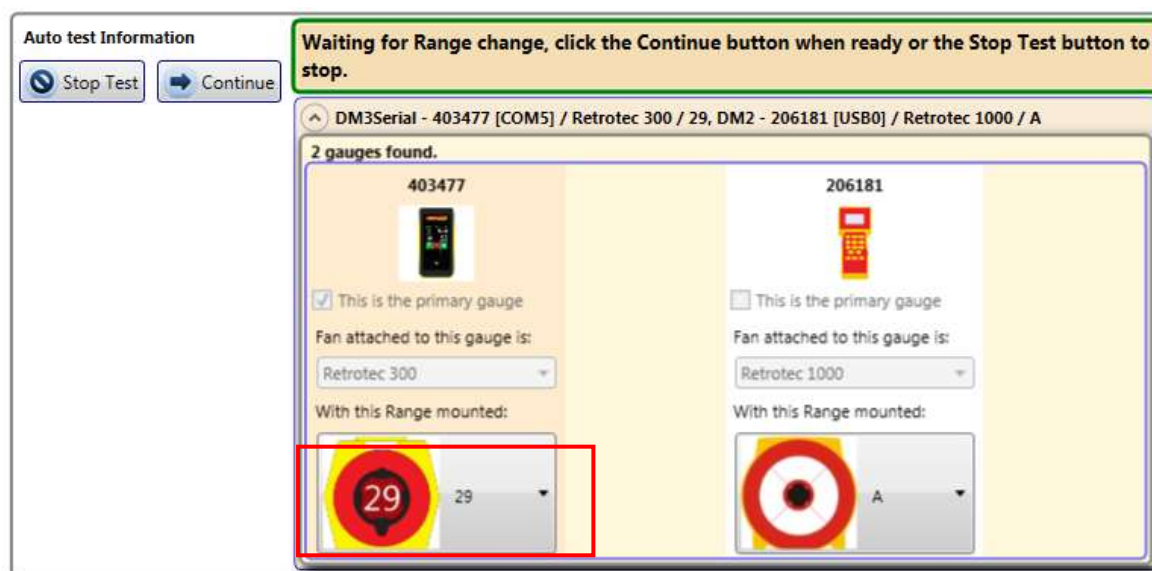 Auto test Information
Stop Test
Continue
Waiting for Range change, click the Continue button when ready or the Stop Test button to
stop.
DM3Serial - 403477 [COM5] / Retrotec 300 / 29, DM2 - 206181 [USB0] / Retrotec 1000 / A
2 gauges found.
403477
206181
This is the primary gauge
This is the primary gauge
Fan attached to this gauge is:
Fan attached to this gauge is:
Retrotec 300
Retrotec 1000
With this Range mounted:
With this Range mounted:
29
29
A